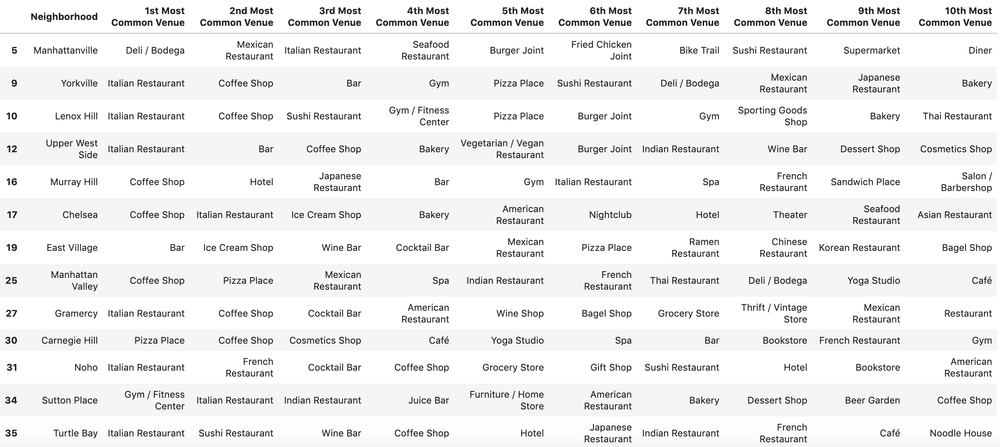 Neighborhood 1st Most Common Venue 2nd Most Common Venue 3rd Most Common Venue 4th Most Common Venue 5th Most Common Venue 6th Most Common Venue 7th Most Common Venue 8th Most Common Venue 9th Most Common Venue 10th Most Common Venue
5 Manhattanville Deli / Bodega Mexican Restaurant Italian Restaurant Seafood Restaurant Burger Joint Fried Chicken Joint Bike Trail Sushi Restaurant Supermarket Diner
9 Yorkville Italian Restaurant Coffee Shop Bar Gym Pizza Place Sushi Restaurant Deli / Bodega Mexican Restaurant Japanese Restaurant Bakery
10 Lenox Hill Italian Restaurant Coffee Shop Sushi Restaurant Gym / Fitness Center Pizza Place Burger Joint Gym Sporting Goods Shop Bakery Thai Restaurant
12 Upper West Side Italian Restaurant Bar Coffee Shop Bakery Vegetarian / Vegan Restaurant Burger Joint Indian Restaurant Wine Bar Dessert Shop Cosmetics Shop
16 Murray Hill Coffee Shop Hotel Japanese Restaurant Bar Gym Italian Restaurant Spa French Restaurant Sandwich Place Salon / Barbershop
17 Chelsea Coffee Shop Italian Restaurant Ice Cream Shop Bakery American Restaurant Nightclub Hotel Theater Seafood Restaurant Asian Restaurant
19 East Village Bar Ice Cream Shop Wine Bar Cocktail Bar Mexican Restaurant Pizza Place Ramen Restaurant Chinese Restaurant Korean Restaurant Bagel Shop
25 Manhattan Valley Coffee Shop Pizza Place Mexican Restaurant Spa Indian Restaurant French Restaurant Thai Restaurant Deli / Bodega Yoga Studio Café
27 Gramercy Italian Restaurant Coffee Shop Cocktail Bar American Restaurant Wine Shop Bagel Shop Grocery Store Thrift / Vintage Store Mexican Restaurant Restaurant
30 Carnegie Hill Pizza Place Coffee Shop Cosmetics Shop Café Yoga Studio Spa Bar Bookstore French Restaurant Gym
31 Noho Italian Restaurant French Restaurant Cocktail Bar Coffee Shop Grocery Store Gift Shop Sushi Restaurant Hotel Bookstore American Restaurant
34 Sutton Place Gym / Fitness Center Italian Restaurant Indian Restaurant Juice Bar Furniture / Home Store American Restaurant Bakery Dessert Shop Beer Garden Coffee Shop
35 Turtle Bay Italian Restaurant Sushi Restaurant Wine Bar Coffee Shop Hotel Japanese Restaurant Indian Restaurant French Restaurant Café Noodle House